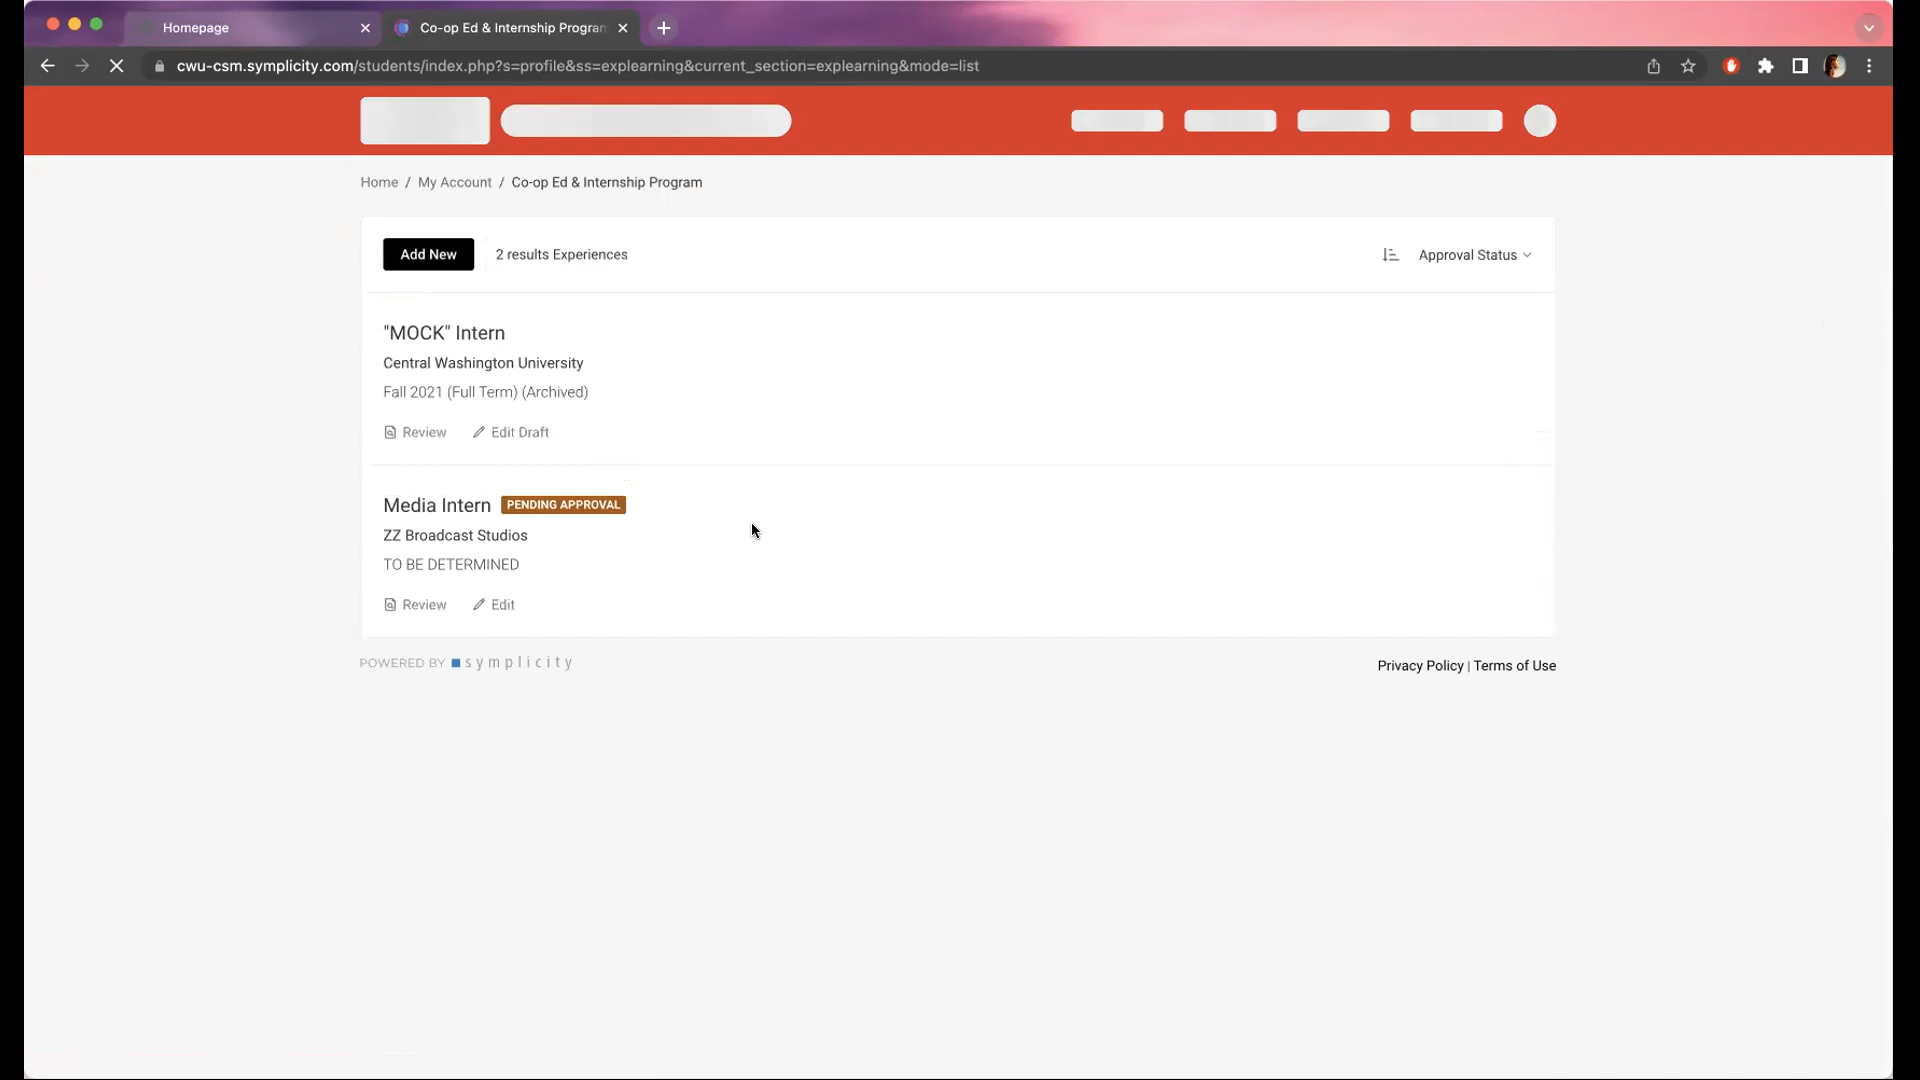 Homepage
Co-op Ed & Internship Progran
cwu-csm.symplicity.com/students/index.php?s=profile&ss=explearning&current_section=explearning&mode=list
Home / My Account / Co-op Ed & Internship Program
Add New
2 results Experiences
Approval Status
"MOCK" Intern
Central Washington University
Fall 2021 (Full Term) (Archived)
Review Edit Draft
Media Intern PENDING APPROVAL
ZZ Broadcast Studios
TO BE DETERMINED
Review Edit
POWERED BY symplicity
Privacy Policy | Terms of Use